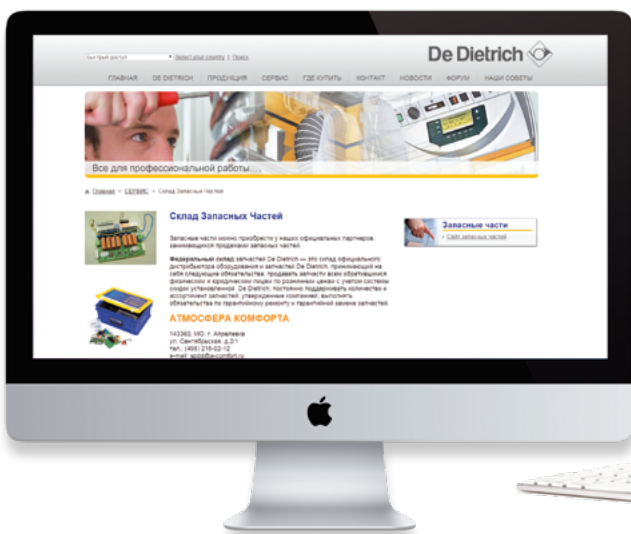 Быстрый доступ
Select your country | Поиск
De Dietrich
ГЛАВНАЯ DE DIETRICH ПРОДУКЦИЯ СЕРВИС ГДЕ КУПИТЬ КОНТАКТ НОВОСТИ ФОРУМ НАШИ СОВЕТЫ
Все для профессиональной работы....
Главная > СЕРВИС > Склад Запасных Частей
Склад Запасных Частей
Запасные части можно приобрести у наших официальных партнеров,
занимающихся продажами запасных частей.
Федеральный склад запчастей De Dietrich — это склад официального
дистрибьютора оборудования и запчастей De Dietrich, принимающий на
себя следующие обязательства: продавать запчасти всем обратившимся
физическим и юридическим лицам по розничным ценам с учетом системы
скидок установленной De Dietrich; постоянно поддерживать количество и
ассортимент запчастей, утвержденных компанией; выполнять
обязательства по гарантийному ремонту и гарантийной замене запчастей.
АТМОСФЕРА КОМФОРТА
143360, МО, г. Апрелевка
ул. Сентябрьская, д.2/1
тел.: (495) 216-02-12
e-mail:
Запасные части
Сайт запасных частей